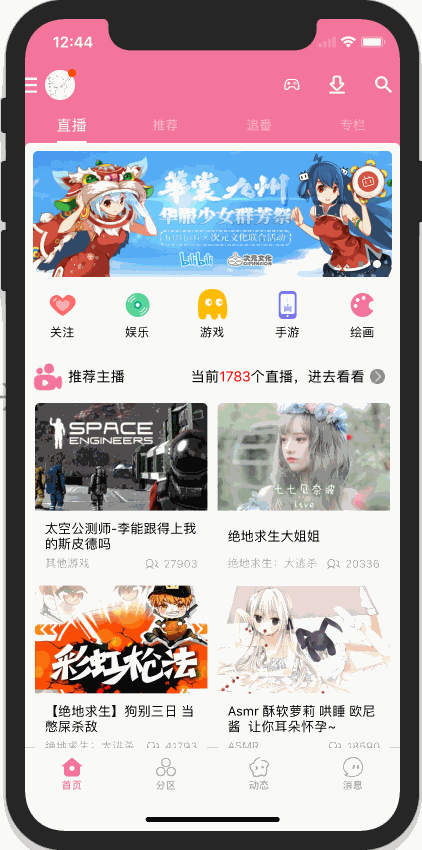 12:44
直播 推荐 追番 专栏
華裳九州
华服少女群芳祭
bilibili×次元文化联合活动
bilibili 次元文化
DIMENSION
关注 娱乐 游戏 手游 绘画
推荐主播 当前1783个直播，进去看看
SPACE
ENGINEERS
七七见奈波
love
太空公测师-李能跟得上我
的斯皮德吗
其他游戏 27903
绝地求生大姐姐
绝地求生：大逃杀 20336
彩虹枪法
【绝地求生】狗别三日 当
憋屎杀敌
绝地求生：大逃杀 41793
Asmr 酥软萝莉 哄睡 欧尼
酱 让你耳朵怀孕~
ASMR 18590
首页 分区 动态 消息